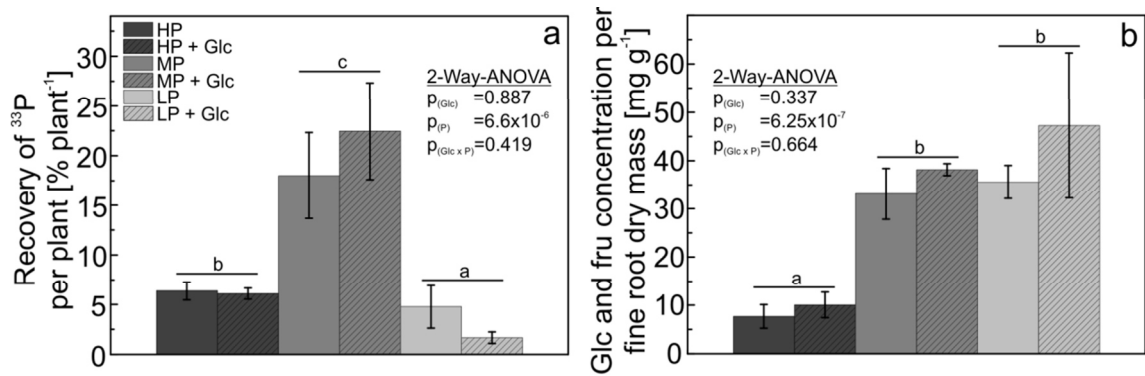 Recovery of ³³P
per plant [% plant⁻¹]
0
5
10
15
20
25
30
HP
HP + Glc
MP
MP + Glc
LP
LP + Glc
a
b
c
a
2-Way-ANOVA
p(Glc) =0.887
p(P) =6.6x10⁻⁶
p(Glc x P)=0.419
Glc and fru concentration per
fine root dry mass [mg g⁻¹]
0
10
20
30
40
50
60
b
a
b
b
2-Way-ANOVA
p(Glc) =0.337
p(P) =6.25x10⁻⁷
p(Glc x P)=0.664